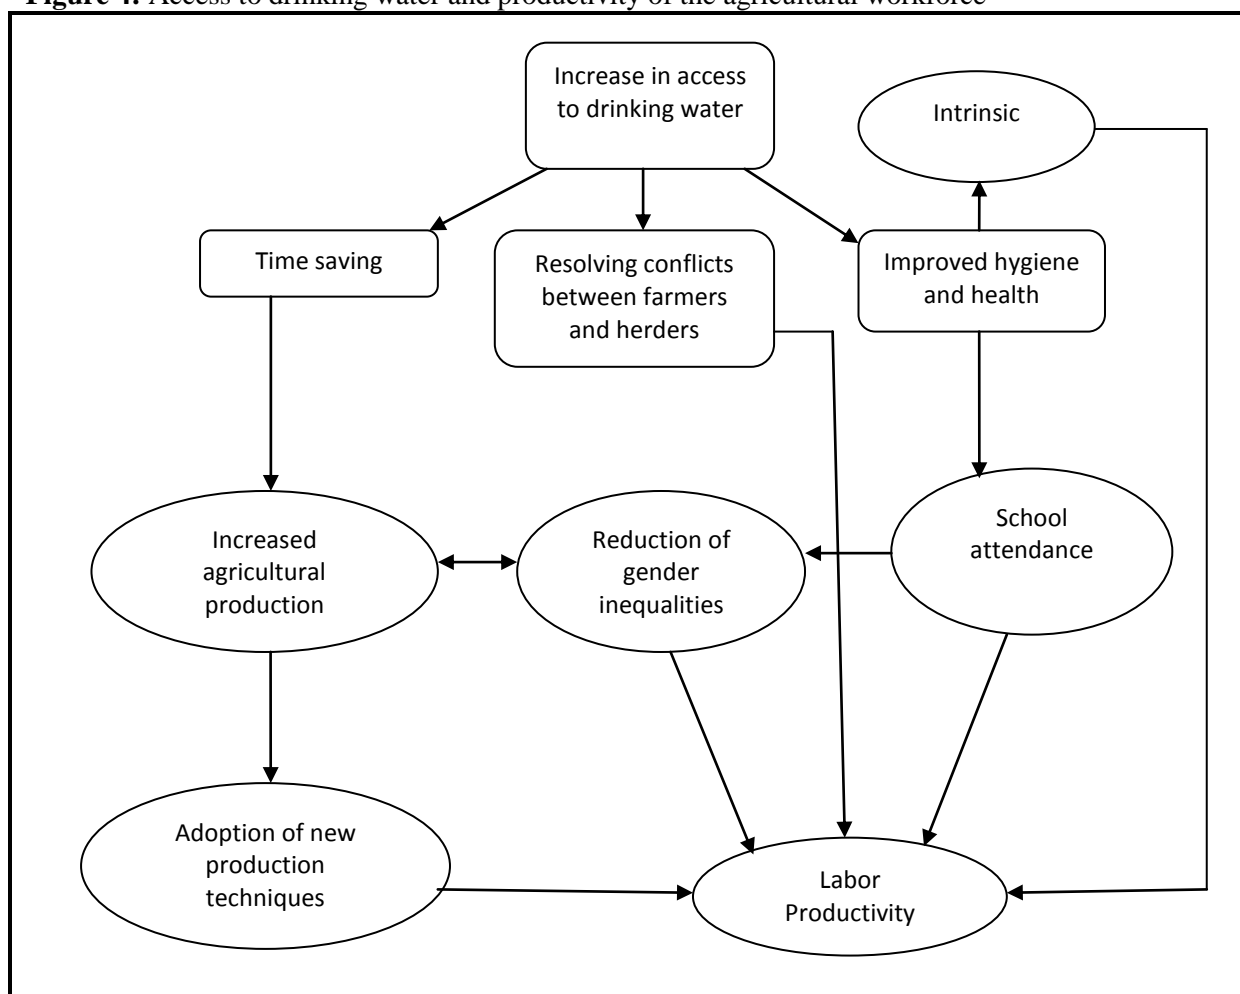 Figure 4. Access to drinking water and productivity of the agricultural workforce
Increase in access
to drinking water
Intrinsic
Time saving
Resolving conflicts
between farmers
and herders
Improved hygiene
and health
Increased
agricultural
production
Reduction of
gender
inequalities
School
attendance
Adoption of new
production
techniques
Labor
Productivity